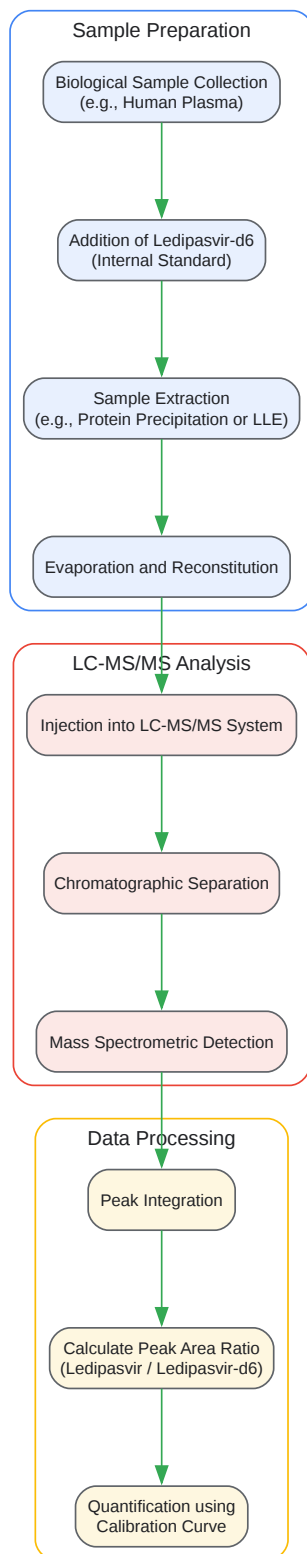 Sample Preparation
Biological Sample Collection
(e.g., Human Plasma)
Addition of Ledipasvir-d6
(Internal Standard)
Sample Extraction
(e.g., Protein Precipitation or LLE)
Evaporation and Reconstitution
LC-MS/MS Analysis
Injection into LC-MS/MS System
Chromatographic Separation
Mass Spectrometric Detection
Data Processing
Peak Integration
Calculate Peak Area Ratio
(Ledipasvir / Ledipasvir-d6)
Quantification using
Calibration Curve